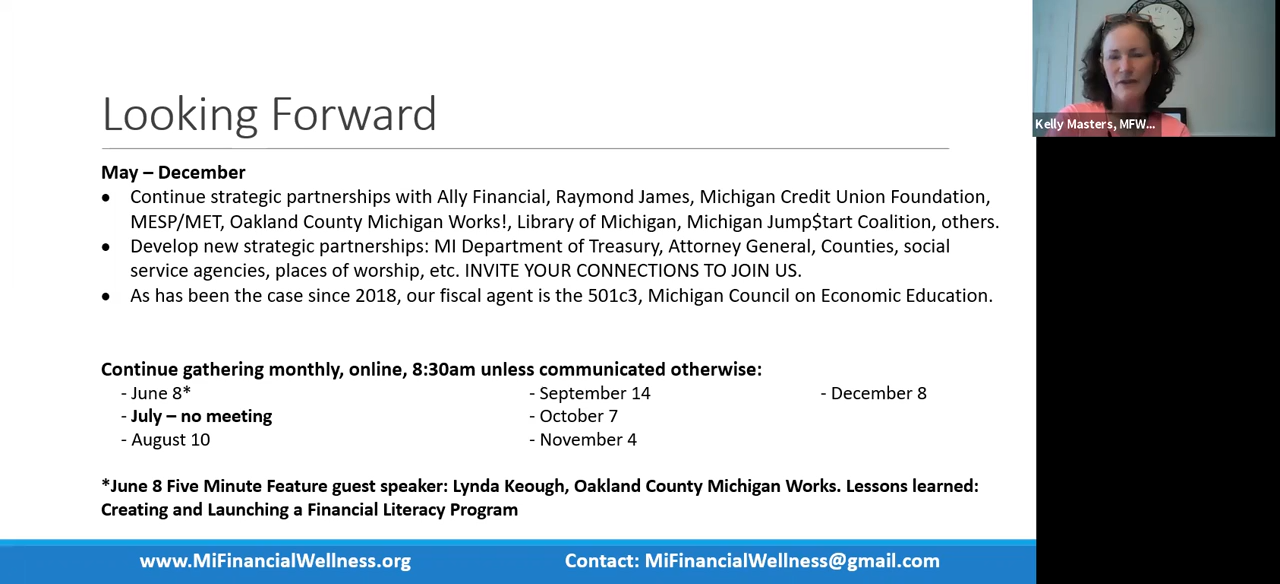 Looking Forward
May – December
● Continue strategic partnerships with Ally Financial, Raymond James, Michigan Credit Union Foundation,
MESP/MET, Oakland County Michigan Works!, Library of Michigan, Michigan Jump$tart Coalition, others.
● Develop new strategic partnerships: MI Department of Treasury, Attorney General, Counties, social
service agencies, places of worship, etc. INVITE YOUR CONNECTIONS TO JOIN US.
● As has been the case since 2018, our fiscal agent is the 501c3, Michigan Council on Economic Education.
Continue gathering monthly, online, 8:30am unless communicated otherwise:
- June 8*
- July – no meeting
- August 10
- September 14
- October 7
- November 4
- December 8
*June 8 Five Minute Feature guest speaker: Lynda Keough, Oakland County Michigan Works. Lessons learned:
Creating and Launching a Financial Literacy Program
www.MiFinancialWellness.org
Contact: MiFinancialWellness@gmail.com
Kelly Masters, MFW...